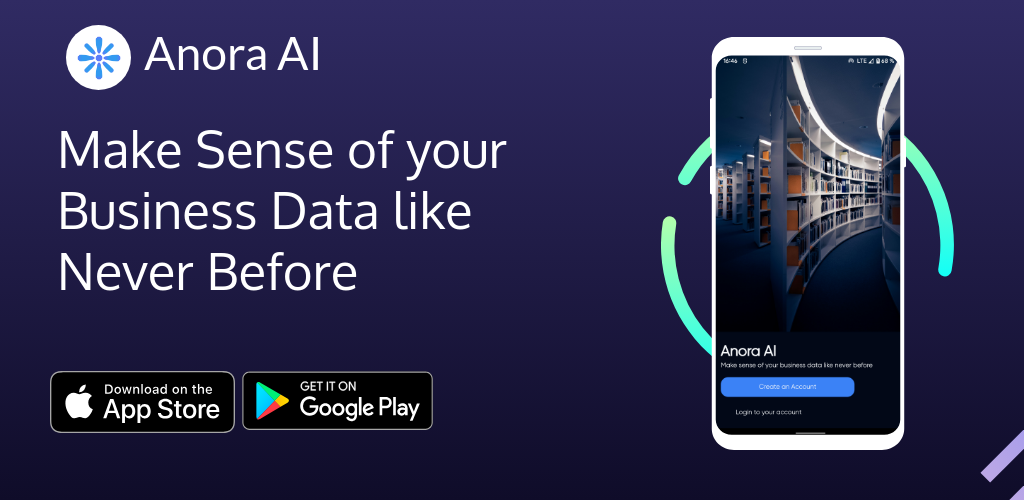 Anora AI
Make Sense of your
Business Data like
Never Before
Download on the
App Store
GET IT ON
Google Play
16:46
LTE 68 %
Anora AI
Make sense of your business data like never before
Create an Account
Login to your account